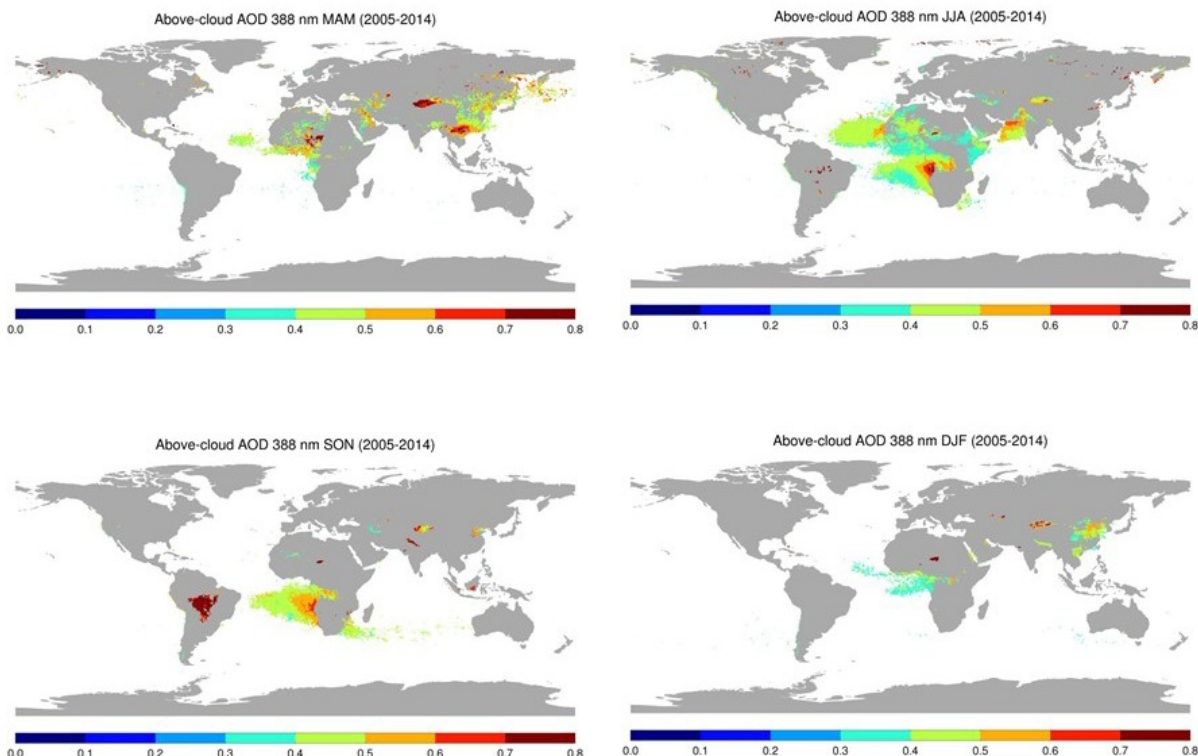 Above-cloud AOD 388 nm MAM (2005-2014)
0.0 0.1 0.2 0.3 0.4 0.5 0.6 0.7 0.8
Above-cloud AOD 388 nm JJA (2005-2014)
0.0 0.1 0.2 0.3 0.4 0.5 0.6 0.7 0.8
Above-cloud AOD 388 nm SON (2005-2014)
0.0 0.1 0.2 0.3 0.4 0.5 0.6 0.7 0.8
Above-cloud AOD 388 nm DJF (2005-2014)
0.0 0.1 0.2 0.3 0.4 0.5 0.6 0.7 0.8